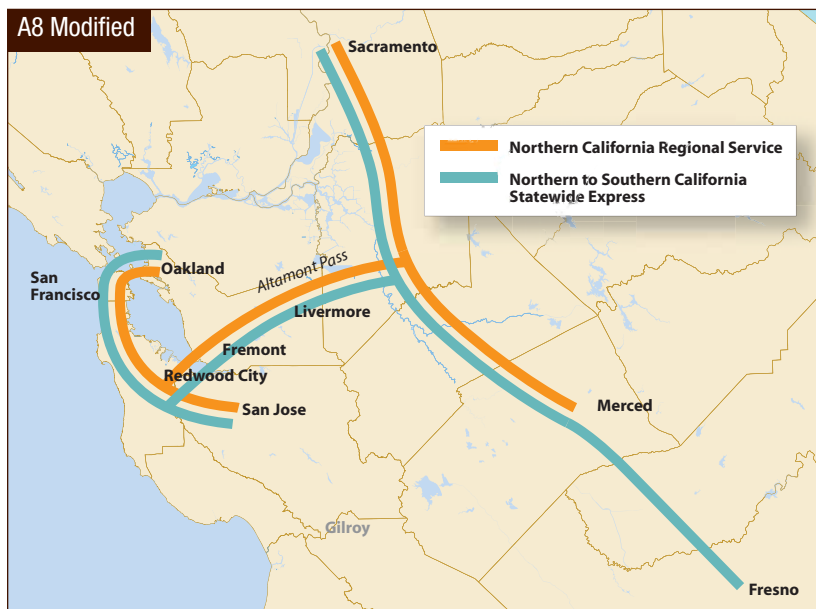 A8 Modified
Sacramento
Northern California Regional Service
Northern to Southern California
Statewide Express
San
Francisco
Oakland
Altamont Pass
Livermore
Fremont
Redwood City
San Jose
Merced
Gilroy
Fresno